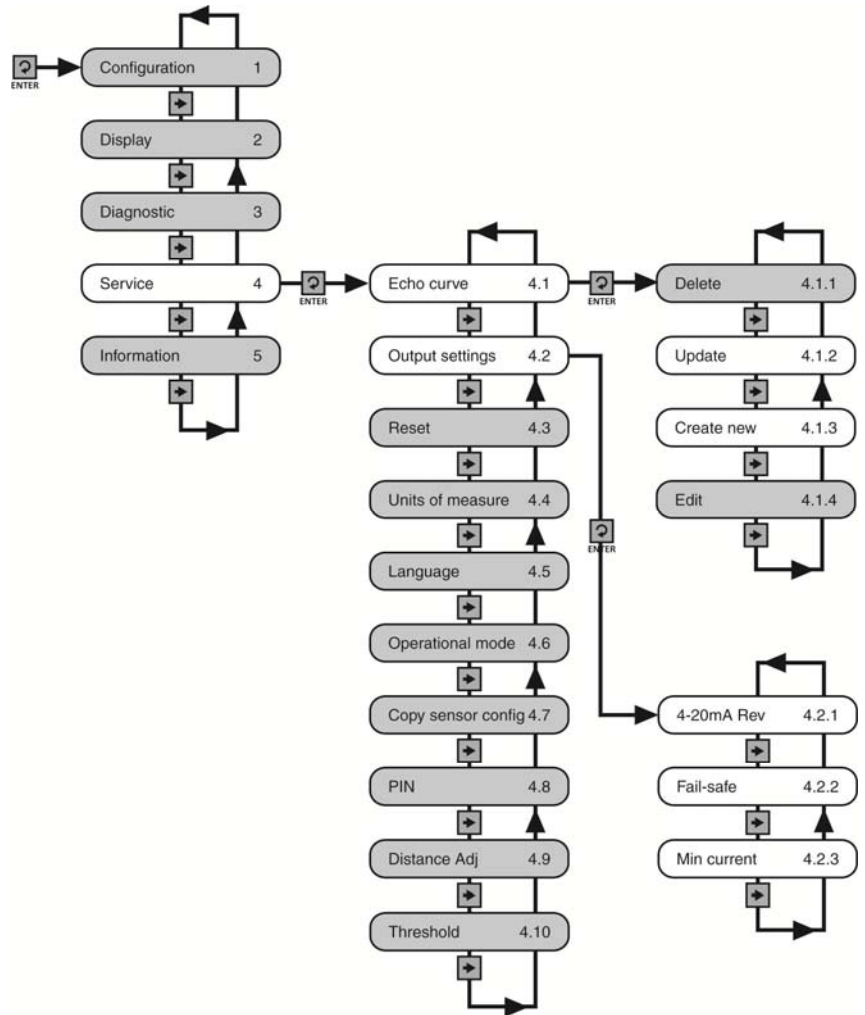 ENTER
Configuration 1
Display 2
Diagnostic 3
Service 4
Information 5
ENTER
Echo curve 4.1
Output settings 4.2
Reset 4.3
Units of measure 4.4
Language 4.5
Operational mode 4.6
Copy sensor config 4.7
PIN 4.8
Distance Adj 4.9
Threshold 4.10
ENTER
Delete 4.1.1
Update 4.1.2
Create new 4.1.3
Edit 4.1.4
ENTER
4-20mA Rev 4.2.1
Fail-safe 4.2.2
Min current 4.2.3